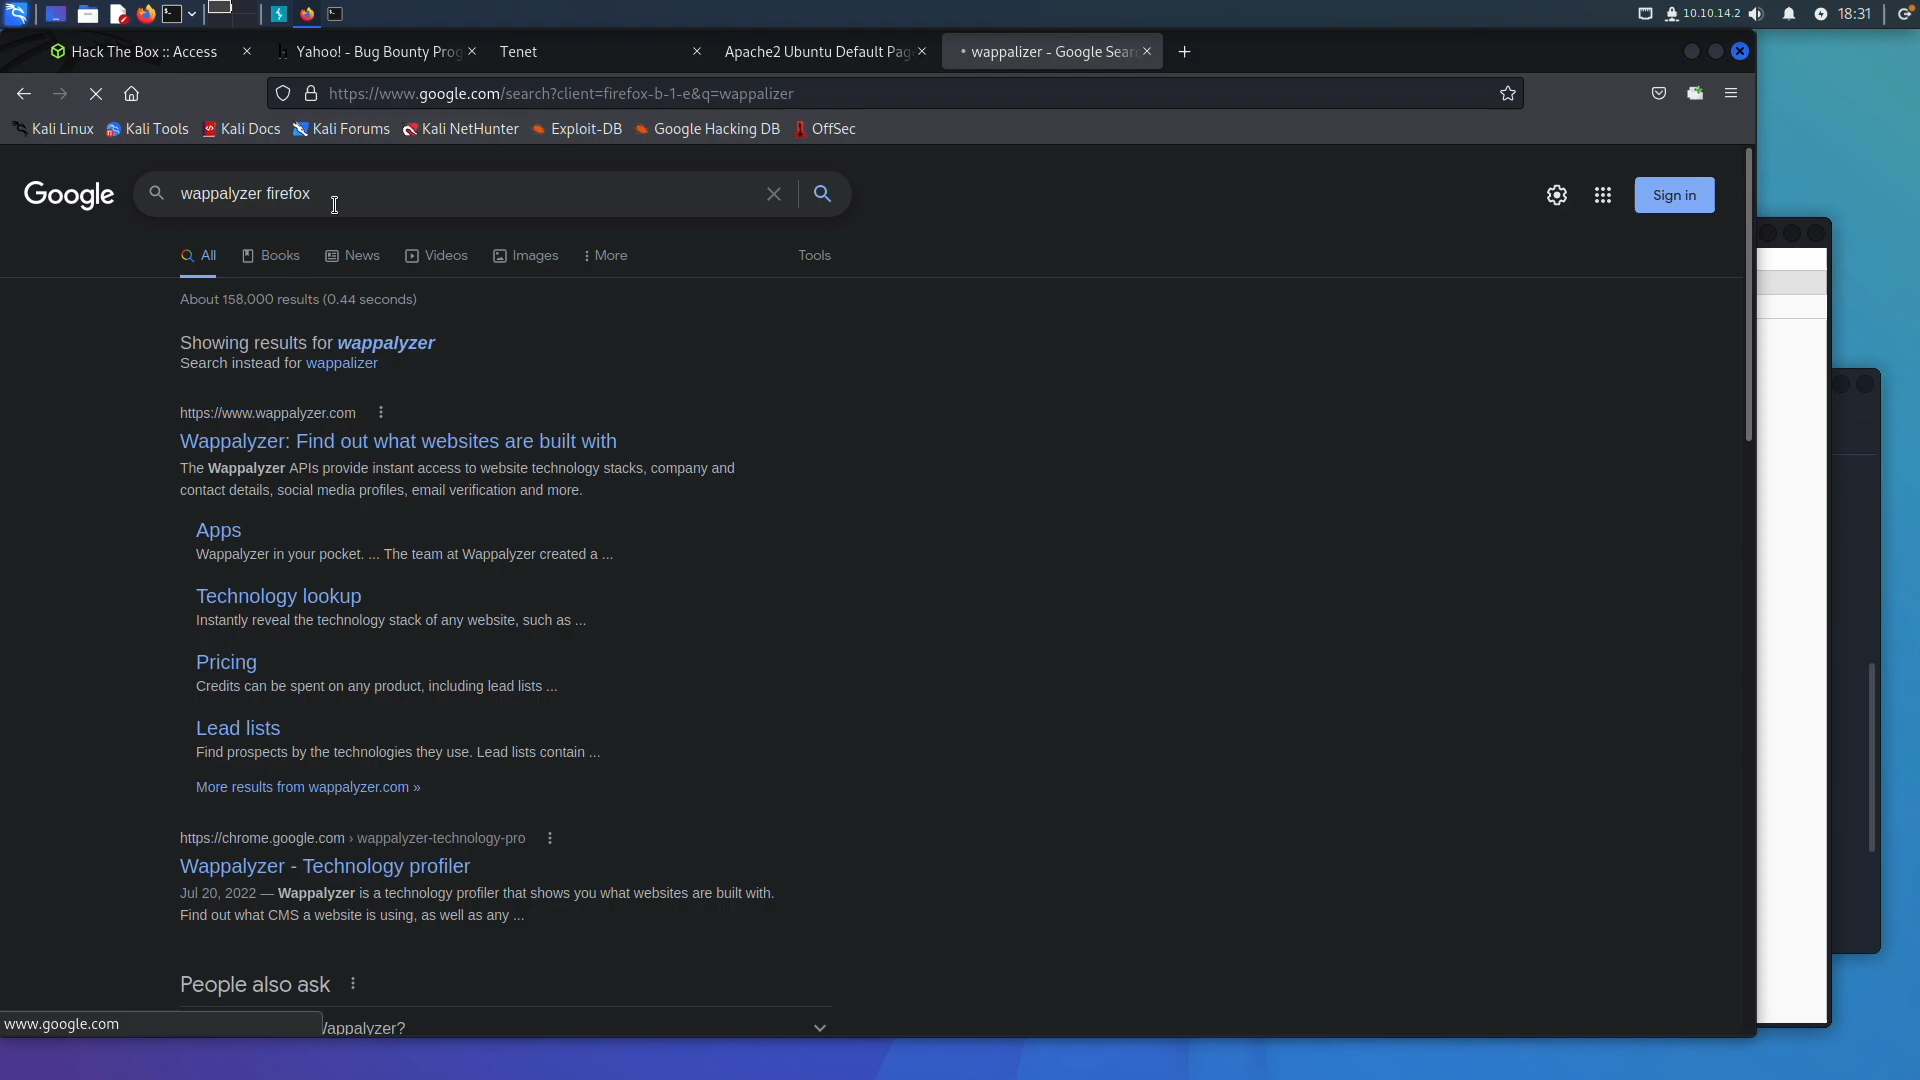 10.10.14.2
18:31
Hack The Box :: Access
Yahoo! - Bug Bounty Prog
Tenet
Apache2 Ubuntu Default Pag
wappalizer - Google Sear
https://www.google.com/search?client=firefox-b-1-e&q=wappalizer
Kali Linux
Kali Tools
Kali Docs
Kali Forums
Kali NetHunter
Exploit-DB
Google Hacking DB
OffSec
Google
wappalyzer firefox
Sign in
All
Books
News
Videos
Images
More
Tools
About 158,000 results (0.44 seconds)
Showing results for wappalyzer
Search instead for wappalizer
https://www.wappalyzer.com
Wappalyzer: Find out what websites are built with
The Wappalyzer APIs provide instant access to website technology stacks, company and
contact details, social media profiles, email verification and more.
Apps
Wappalyzer in your pocket. ... The team at Wappalyzer created a ...
Technology lookup
Instantly reveal the technology stack of any website, such as ...
Pricing
Credits can be spent on any product, including lead lists ...
Lead lists
Find prospects by the technologies they use. Lead lists contain ...
More results from wappalyzer.com »
https://chrome.google.com › wappalyzer-technology-pro
Wappalyzer - Technology profiler
Jul 20, 2022 — Wappalyzer is a technology profiler that shows you what websites are built with.
Find out what CMS a website is using, as well as any ...
People also ask
www.google.com
/appalyzer?